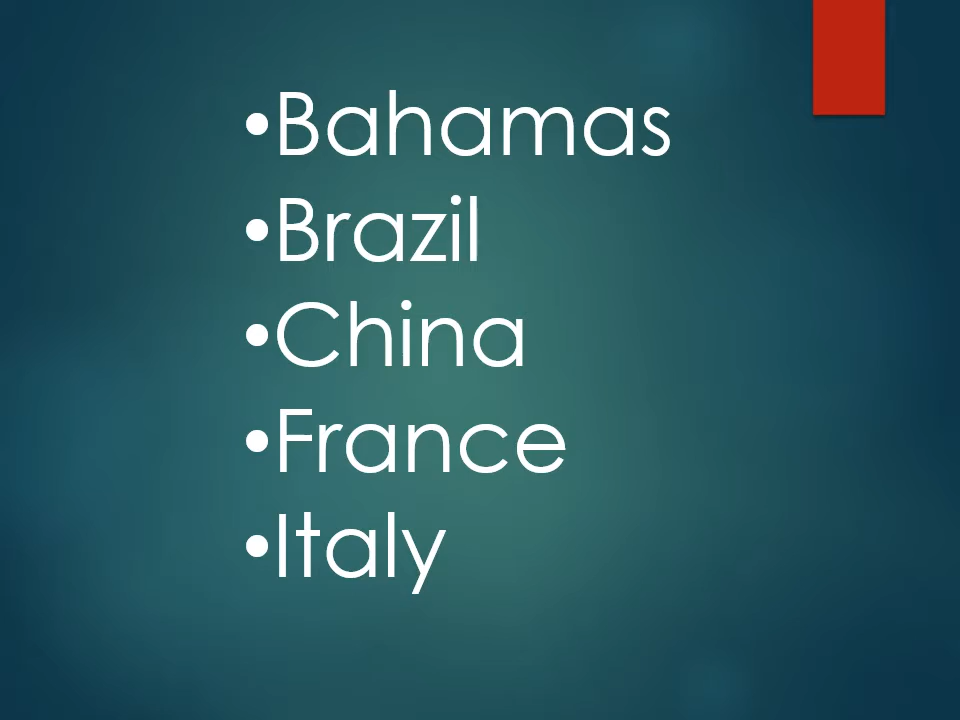 •Bahamas
•Brazil
•China
•France
•Italy